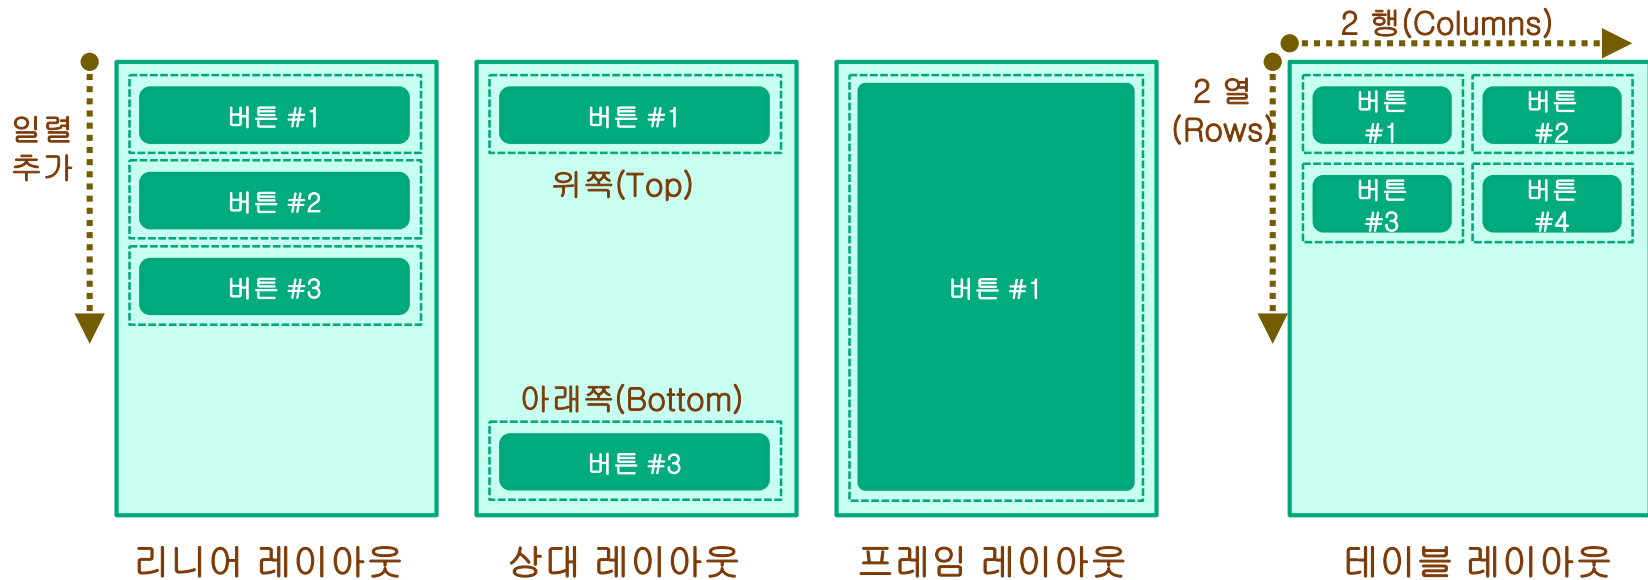 일렬
추가
버튼 #1
버튼 #2
버튼 #3
리니어 레이아웃
버튼 #1
위쪽(Top)
아래쪽(Bottom)
버튼 #3
상대 레이아웃
버튼 #1
프레임 레이아웃
2 행(Columns)
2 열
(Rows)
버튼
#1
버튼
#2
버튼
#3
버튼
#4
테이블 레이아웃